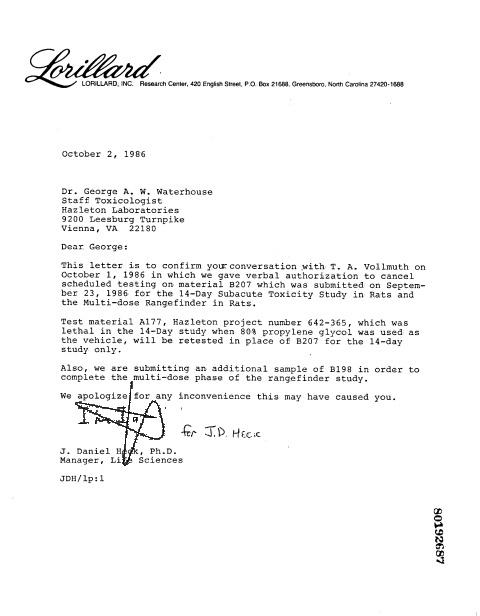 Lorillard
LORILLARD, INC. Research Center, 420 English Street, P.O. Box 21688, Greensboro, North Carolina 27420-1688
October 2, 1986
Dr. George A. W. Waterhouse
Staff Toxicologist
Hazleton Laboratories
9200 Leesburg Turnpike
Vienna, VA 22180
Dear George:
This letter is to confirm your conversation with T. A. Vollmuth on
October 1, 1986 in which we gave verbal authorization to cancel
scheduled testing on material B207 which was submitted on Septem-
ber 23, 1986 for the 14-Day Subacute Toxicity Study in Rats and
the Multi-dose Rangefinder in Rats.
Test material A177, Hazleton project number 642-365, which was
lethal in the 14-Day study when 80% propylene glycol was used as
the vehicle, will be retested in place of B207 for the 14-day
study only.
Also, we are submitting an additional sample of B198 in order to
complete the multi-dose phase of the rangefinder study.
We apologize for any inconvenience this may have caused you.
for J.D. Heck
J. Daniel Heck, Ph.D.
Manager, Life Sciences
JDH/lp:1
80192687